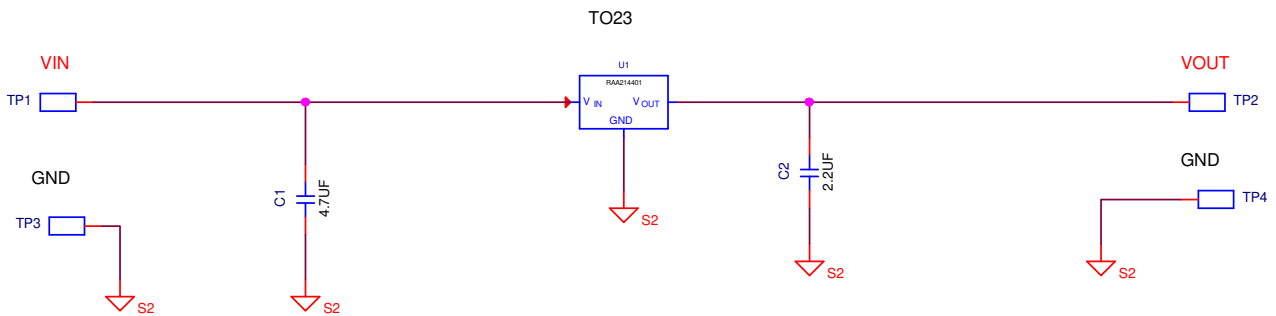 TO23
VIN
U1
VOUT
RAA214401
TP1
V IN
V OUT
TP2
GND
GND
GND
C1
4.7UF
C2
2.2UF
TP3
TP4
S2
S2
S2
S2
S2